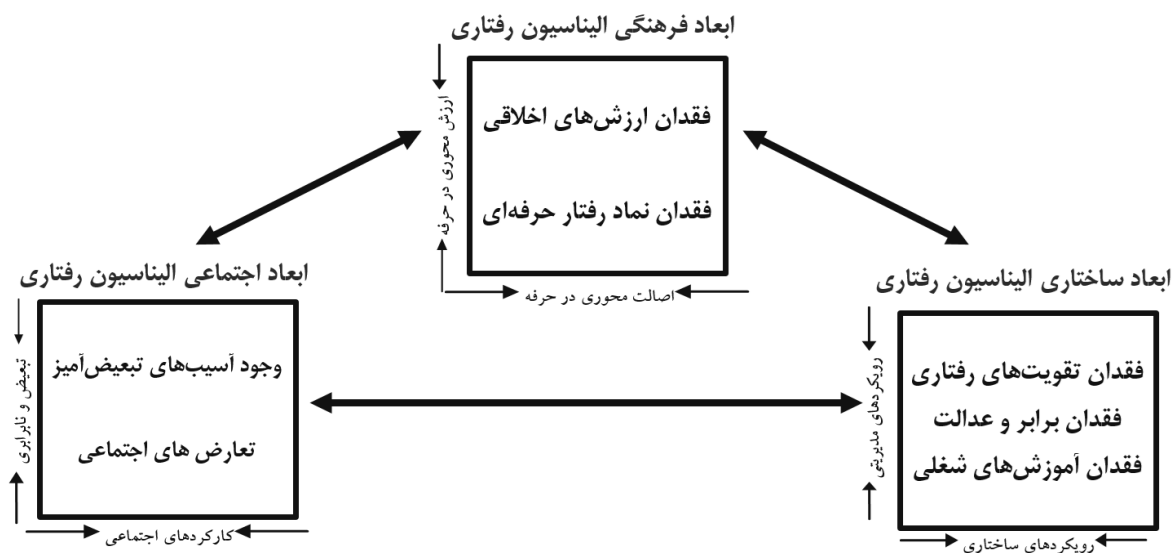 ابعاد فرهنگی الیناسیون رفتاری
ارزش محوری در حرفه
فقدان ارزش‌های اخلاقی
فقدان نماد رفتار حرفه‌ای
اصالت محوری در حرفه
ابعاد ساختاری الیناسیون رفتاری
رویکردهای مدیریتی
فقدان تقویت‌های رفتاری
فقدان برابر و عدالت
فقدان آموزش‌های شغلی
رویکردهای ساختاری
ابعاد اجتماعی الیناسیون رفتاری
تبعیض و نابرابری
وجود آسیب‌های تبعیض‌آمیز
تعارض های اجتماعی
کارکردهای اجتماعی